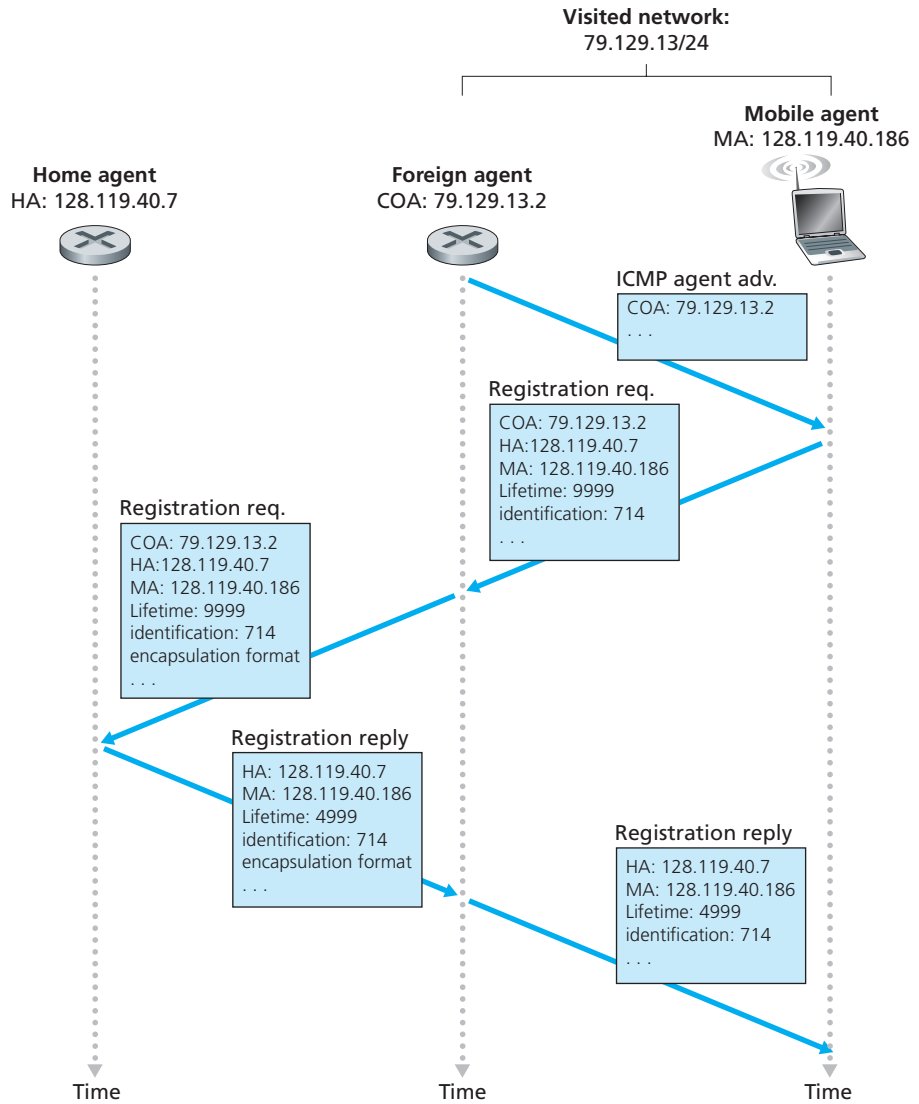 Visited network:
79.129.13/24
Mobile agent
MA: 128.119.40.186
Home agent
HA: 128.119.40.7
Foreign agent
COA: 79.129.13.2
ICMP agent adv.
COA: 79.129.13.2
. . .
Registration req.
COA: 79.129.13.2
HA:128.119.40.7
MA: 128.119.40.186
Lifetime: 9999
identification: 714
. . .
Registration req.
COA: 79.129.13.2
HA:128.119.40.7
MA: 128.119.40.186
Lifetime: 9999
identification: 714
encapsulation format
. . .
Registration reply
HA: 128.119.40.7
MA: 128.119.40.186
Lifetime: 4999
identification: 714
encapsulation format
. . .
Registration reply
HA: 128.119.40.7
MA: 128.119.40.186
Lifetime: 4999
identification: 714
. . .
Time
Time
Time